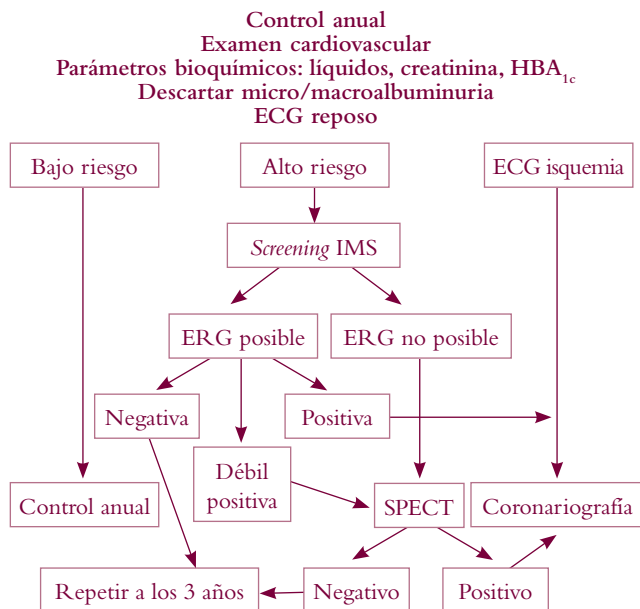 Control anual
Examen cardiovascular
Parámetros bioquímicos: líquidos, creatinina, HBA1c
Descartar micro/macroalbuminuria
ECG reposo
Bajo riesgo
Alto riesgo
ECG isquemia
Screening IMS
ERG posible
ERG no posible
Negativa
Positiva
Débil
positiva
Control anual
SPECT
Coronariografía
Repetir a los 3 años
Negativo
Positivo